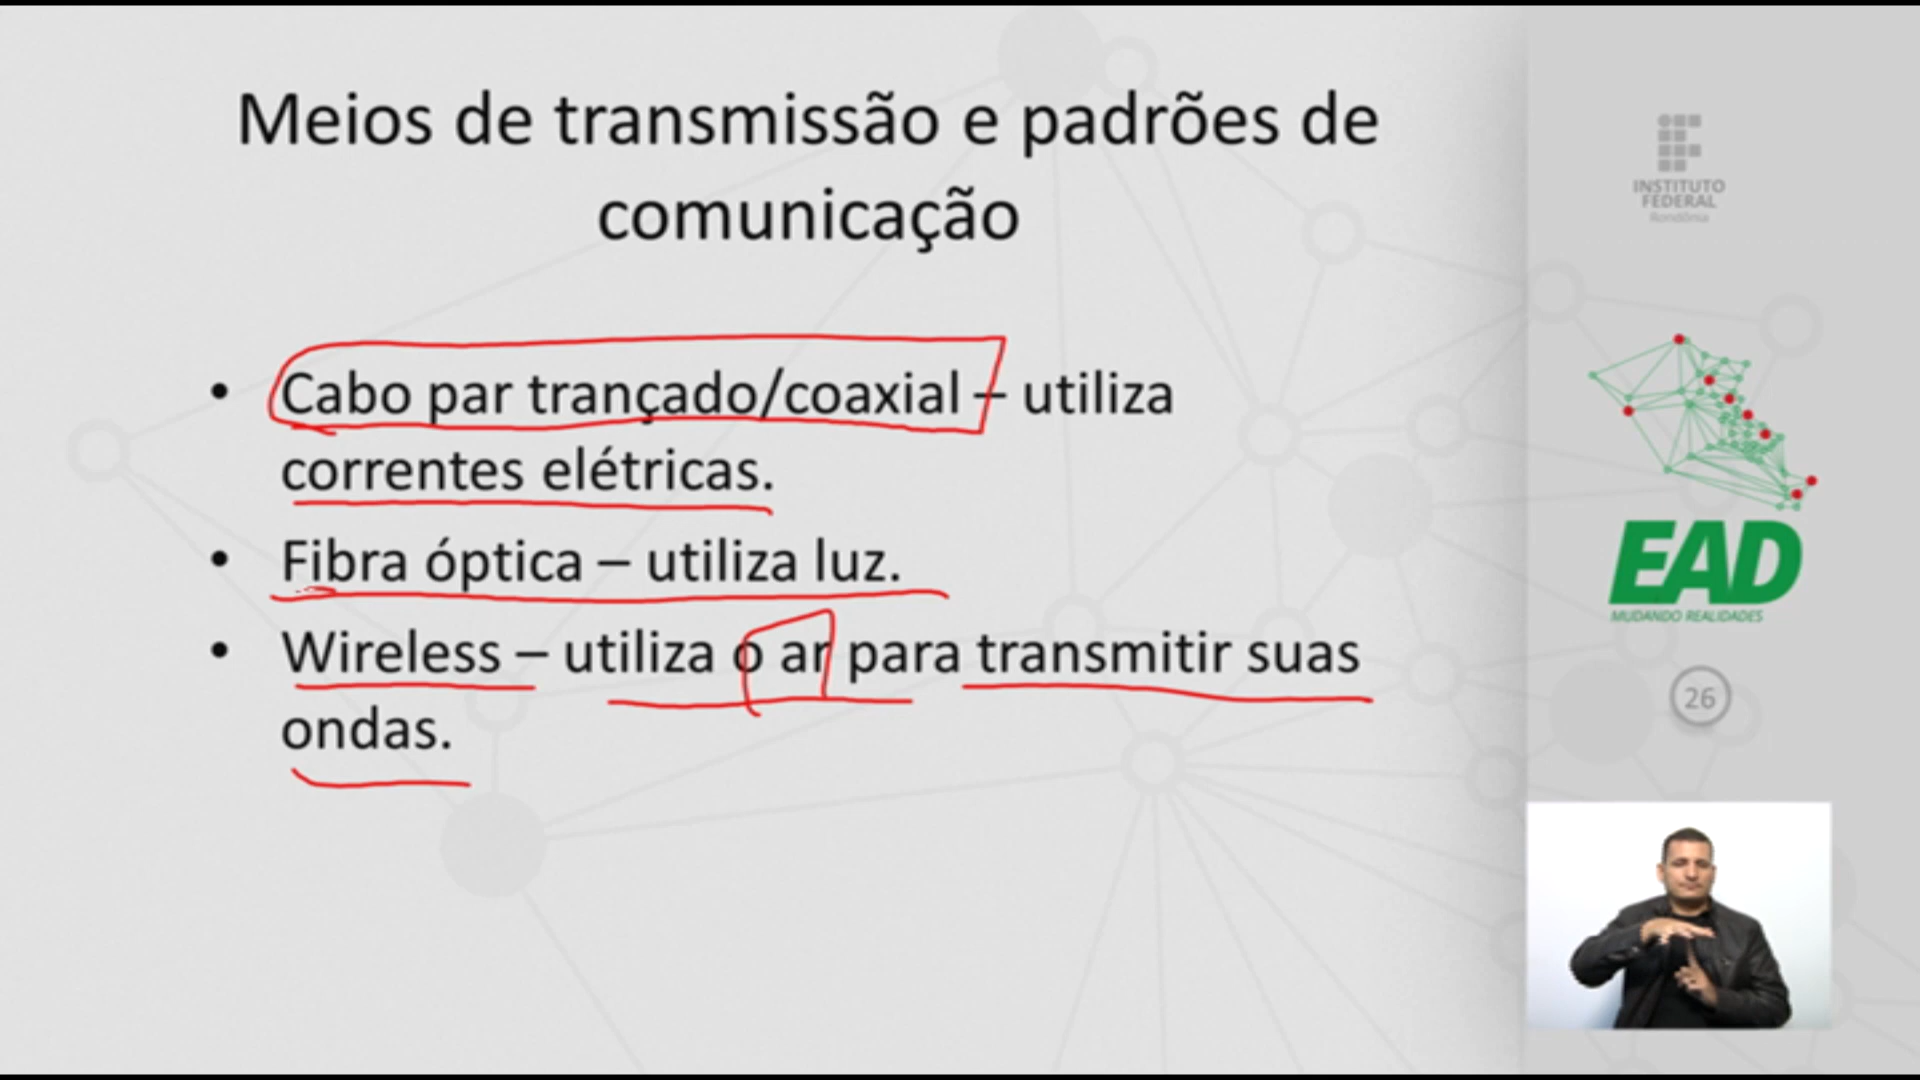 Meios de transmissão e padrões de
comunicação
• Cabo par trançado/coaxial – utiliza
correntes elétricas.
• Fibra óptica – utiliza luz.
• Wireless – utiliza o ar para transmitir suas
ondas.
INSTITUTO
FEDERAL
Rondônia
EAD
MUDANDO REALIDADES
26